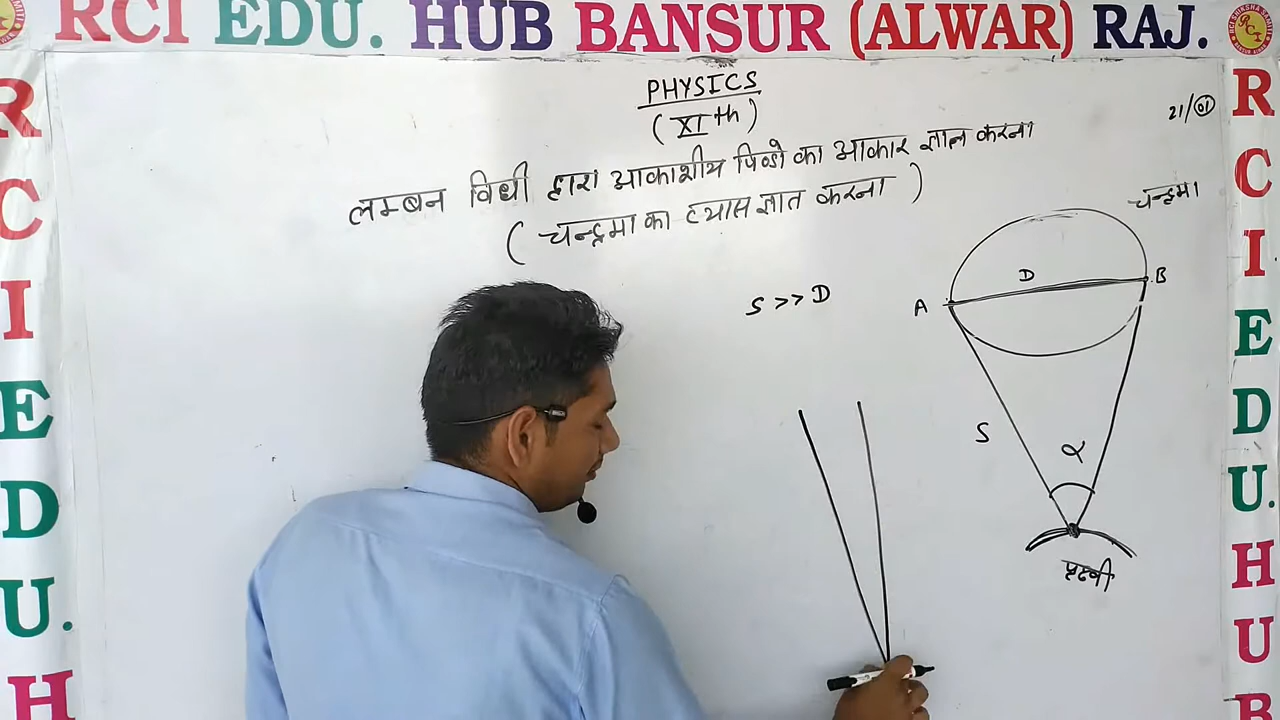 RCI EDU. HUB BANSUR (ALWAR) RAJ.
PHYSICS
(XI th)
21/01
लम्बन विधी द्वारा आकाशीय पिण्डो का आकार ज्ञात करना
( चन्द्रमा का व्यास ज्ञात करना )
चन्द्रमा
S >> D
D
A
B
S
α
पृथ्वी
R
C
I
E
D
U.
H
R
C
I
E
D
U.
H
U
B